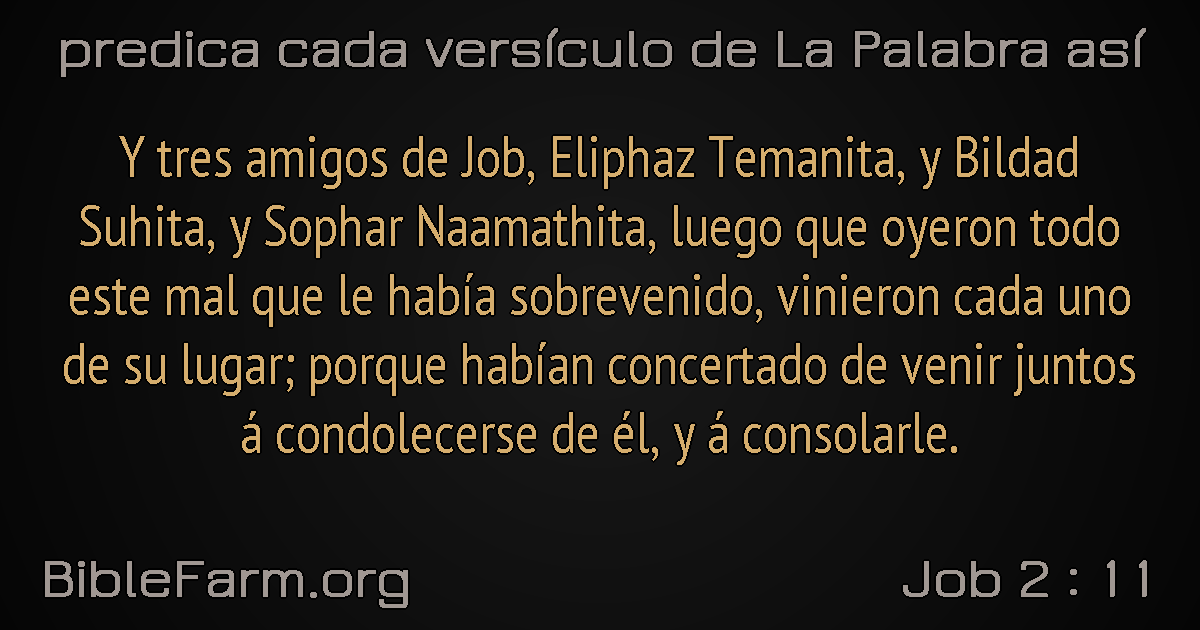 predica cada versículo de La Palabra así
Y tres amigos de Job, Eliphaz Temanita, y Bildad
Suhita, y Sophar Naamathita, luego que oyeron todo
este mal que le había sobrevenido, vinieron cada uno
de su lugar; porque habían concertado de venir juntos
á condolecerse de él, y á consolarle.
BibleFarm.org
Job 2 : 11